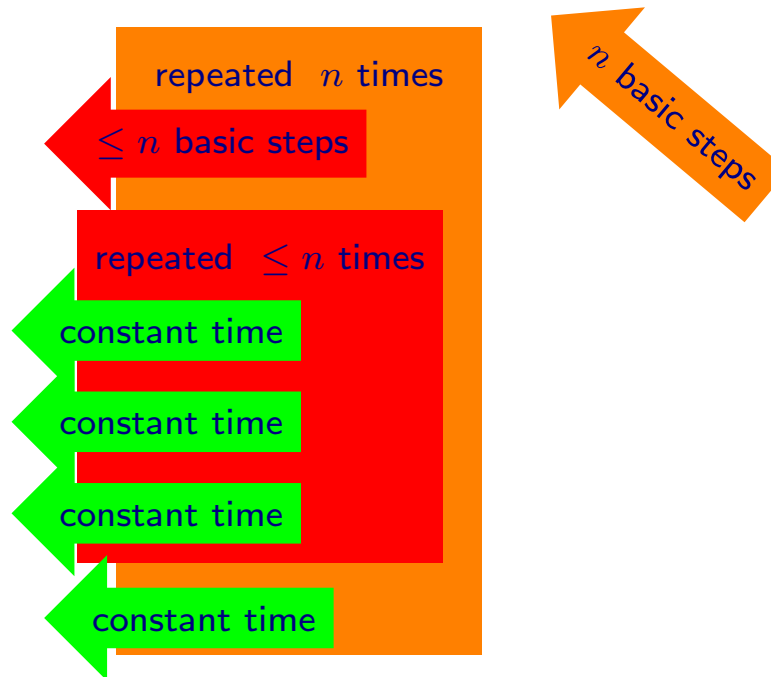 repeated n times
n basic steps
≤ n basic steps
repeated ≤ n times
constant time
constant time
constant time
constant time